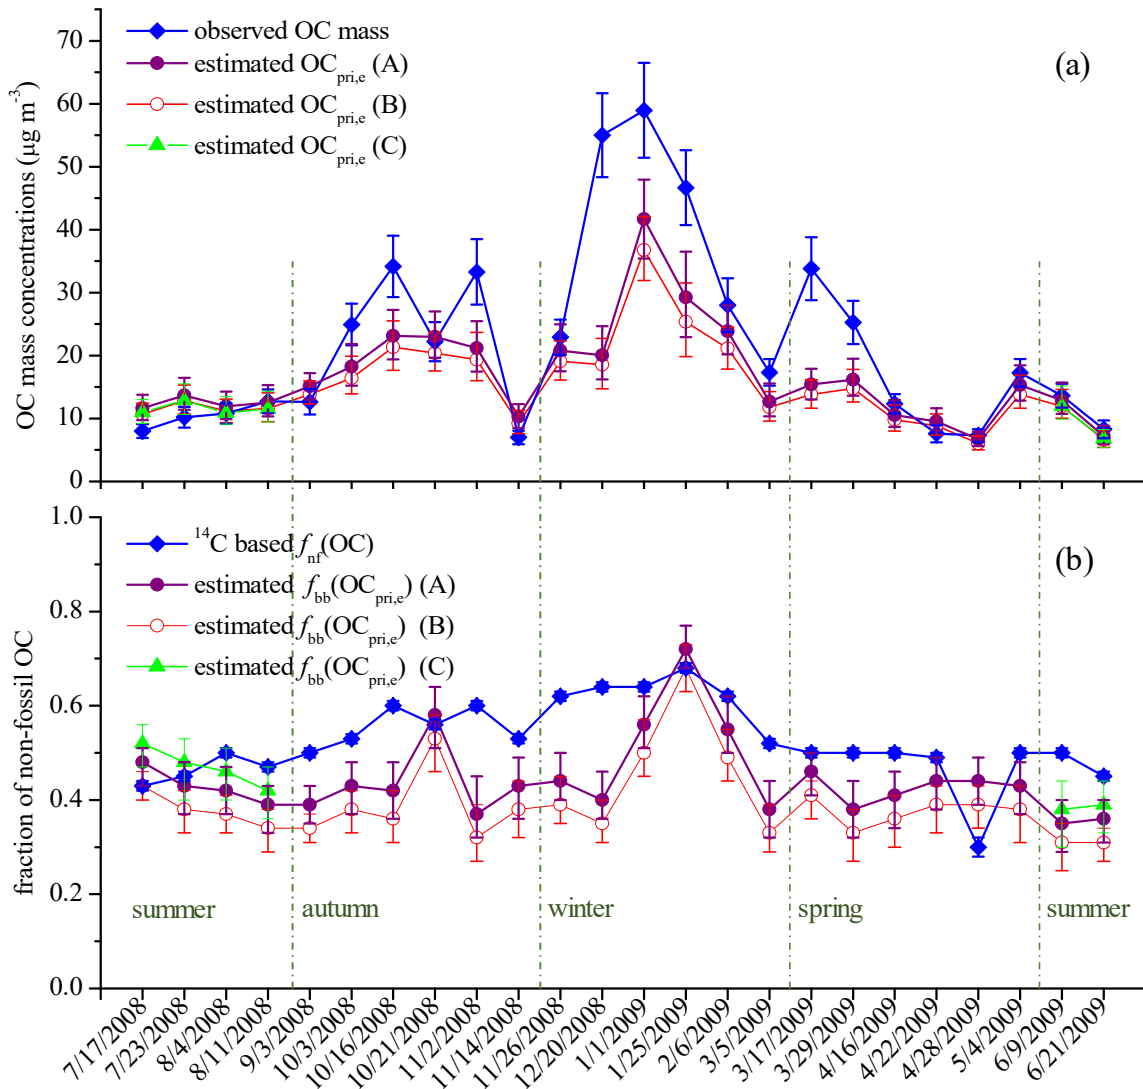 observed OC mass
estimated OCpri,e (A)
estimated OCpri,e (B)
estimated OCpri,e (C)
(a)
OC mass concentrations (µg m-3)
70
60
50
40
30
20
10
0
14C based fnf(OC)
estimated fbb(OCpri,e) (A)
estimated fbb(OCpri,e) (B)
estimated fbb(OCpri,e) (C)
(b)
fraction of non-fossil OC
1.0
0.8
0.6
0.4
0.2
0.0
summer autumn winter spring summer
7/17/2008
7/23/2008
8/4/2008
8/11/2008
9/3/2008
10/3/2008
10/16/2008
10/21/2008
11/2/2008
11/14/2008
11/26/2008
12/20/2008
1/1/2009
1/25/2009
2/6/2009
3/5/2009
3/17/2009
3/29/2009
4/16/2009
4/22/2009
4/28/2009
5/4/2009
6/9/2009
6/21/2009